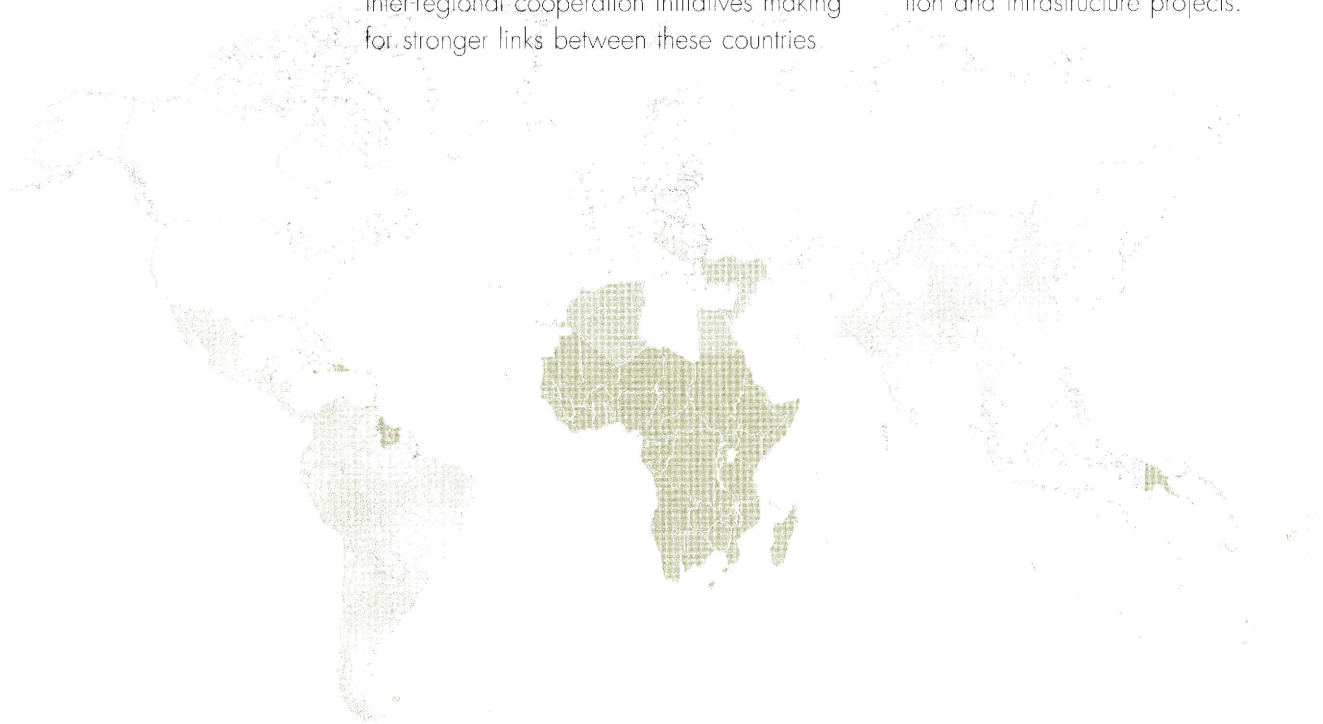 inter-regional cooperation initiatives making
for stronger links between these countries
tion and infrastructure projects.